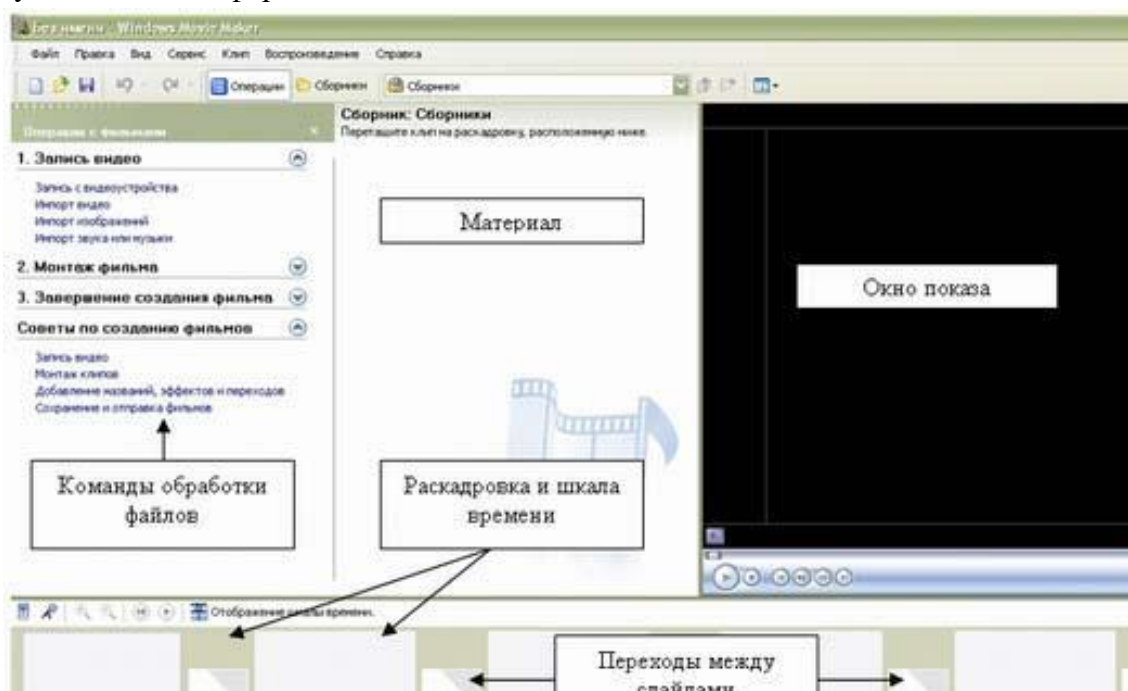 Без имени - Windows Movie Maker
Файл Правка Вид Сервис Клип Воспроизведение Справка
Операции Сборники Сборники
Операции с фильмами
Сборник: Сборники
Перетащите клип на раскадровку, расположенную ниже.
1. Запись видео
Запись с видеоустройства
Импорт видео
Импорт изображений
Импорт звука или музыки
2. Монтаж фильма
3. Завершение создания фильма
Советы по созданию фильмов
Запись видео
Монтаж клипов
Добавление названий, эффектов и переходов
Сохранение и отправка фильмов
Материал
Окно показа
Команды обработки
файлов
Раскадровка и шкала
времени
Отображение шкалы времени.
Переходы между
слайдами